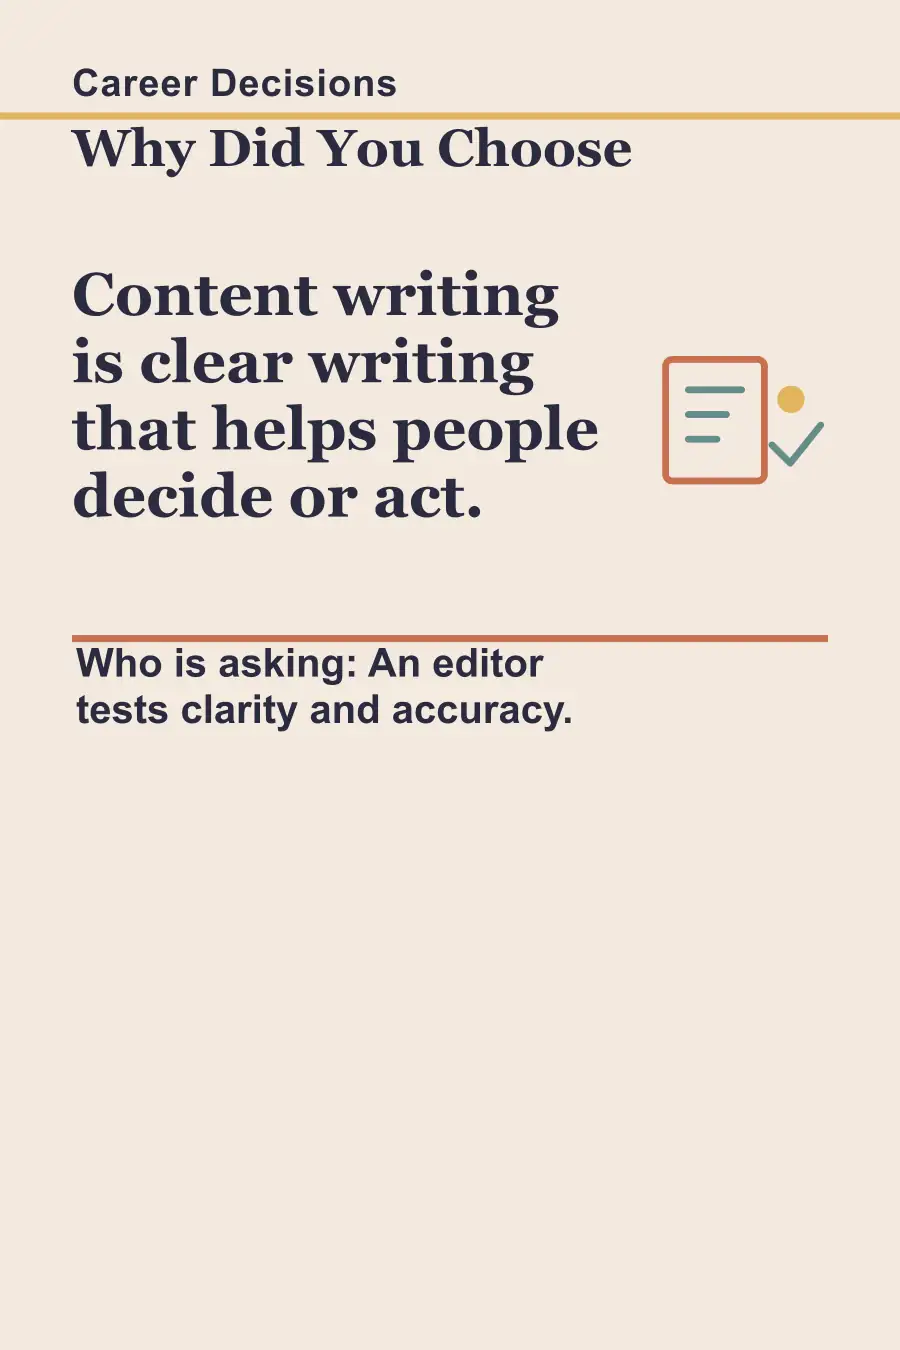 Career Decisions
Why Did You Choose
Content writing
is clear writing
that helps people
decide or act.
Who is asking: An editor
tests clarity and accuracy.